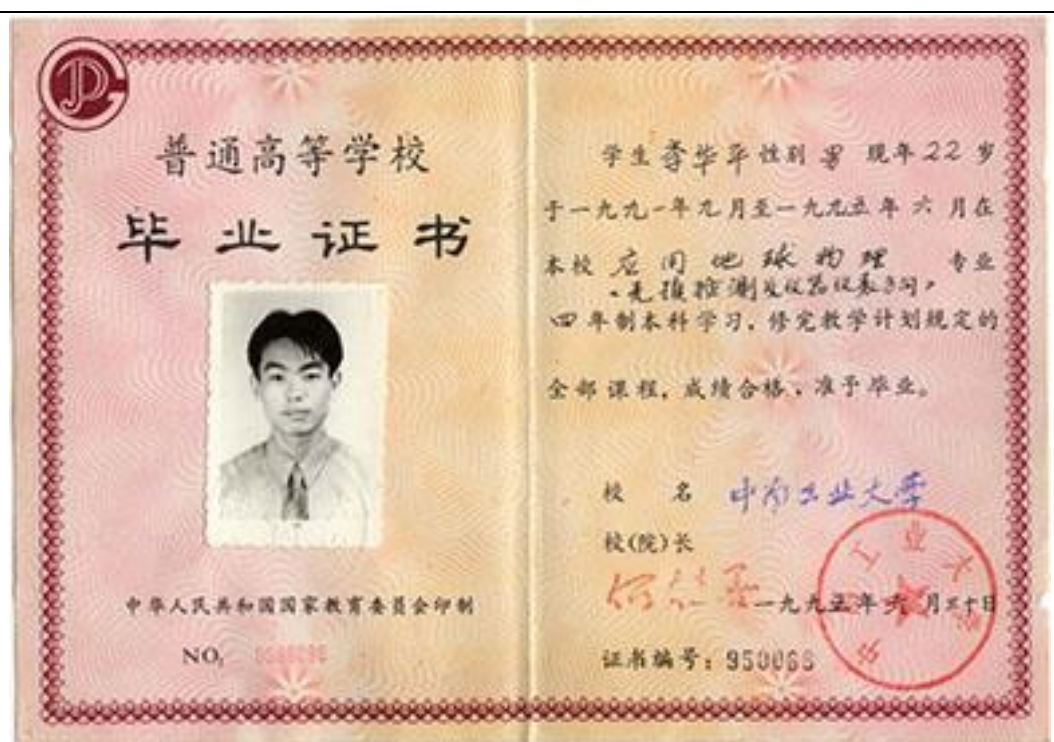 普通高等学校
毕业证书
中华人民共和国国家教育委员会印制
NO:
学生 李华平 性别 男 现年 22 岁
于一九九一年九月至一九九五年 六 月在
本校 应用地球物理 专业
四年制本科学习，修完教学计划规定的
全部课程，成绩合格，准予毕业。
校 名 中南工业大学
校(院)长
一九九五年六月三十日
证书编号：950068